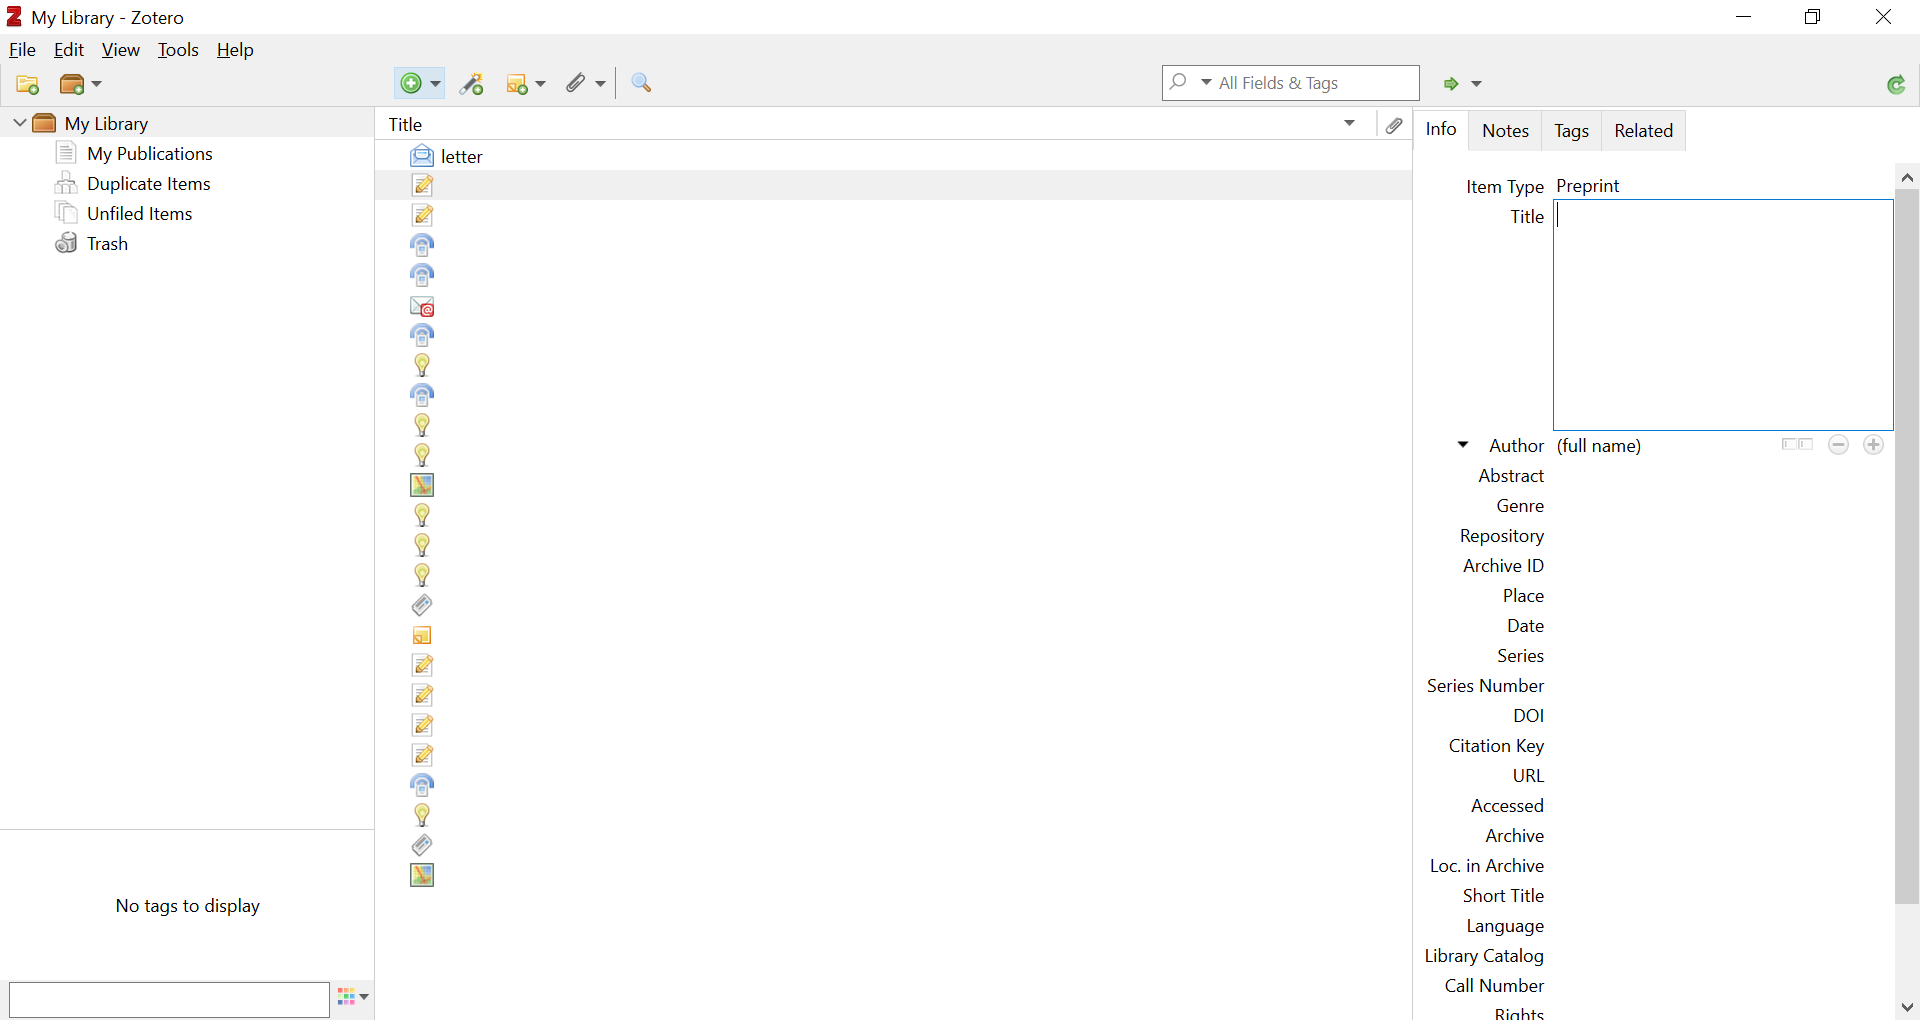 My Library - Zotero
File Edit View Tools Help
All Fields & Tags
My Library
My Publications
Duplicate Items
Unfiled Items
Trash
No tags to display
Title
letter
Info Notes Tags Related
Item Type Preprint
Title
Author (full name)
Abstract
Genre
Repository
Archive ID
Place
Date
Series
Series Number
DOI
Citation Key
URL
Accessed
Archive
Loc. in Archive
Short Title
Language
Library Catalog
Call Number
Rights